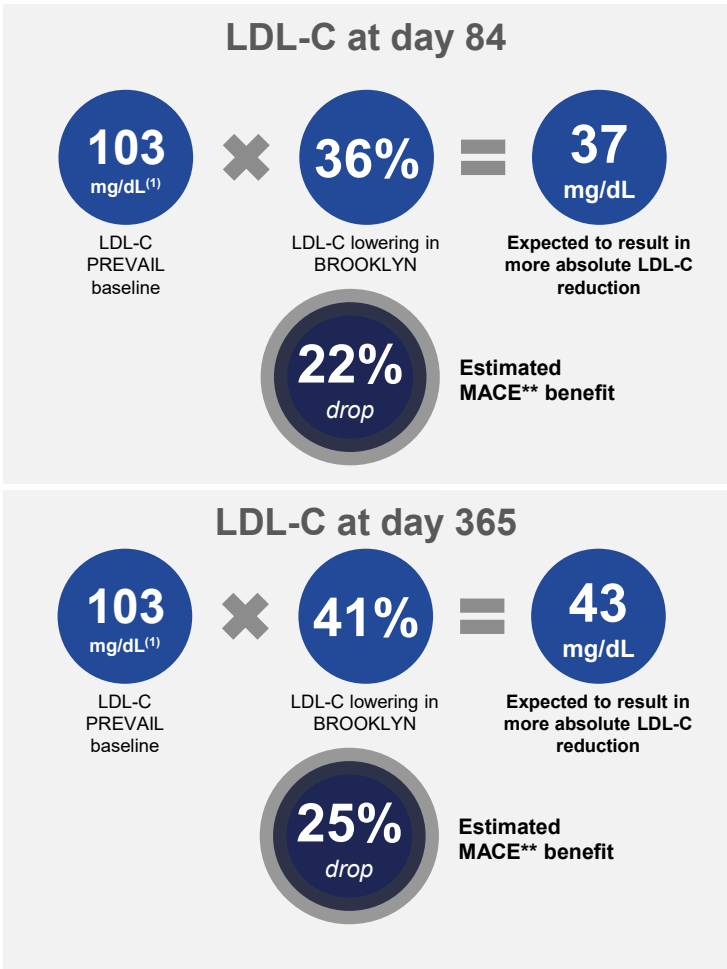 LDL-C at day 84
103
mg/dL(1)
36%
37
mg/dL
LDL-C
PREVAIL
baseline
LDL-C lowering in
BROOKLYN
Expected to result in
more absolute LDL-C
reduction
22%
drop
Estimated
MACE** benefit
LDL-C at day 365
103
mg/dL(1)
41%
43
mg/dL
LDL-C
PREVAIL
baseline
LDL-C lowering in
BROOKLYN
Expected to result in
more absolute LDL-C
reduction
25%
drop
Estimated
MACE** benefit